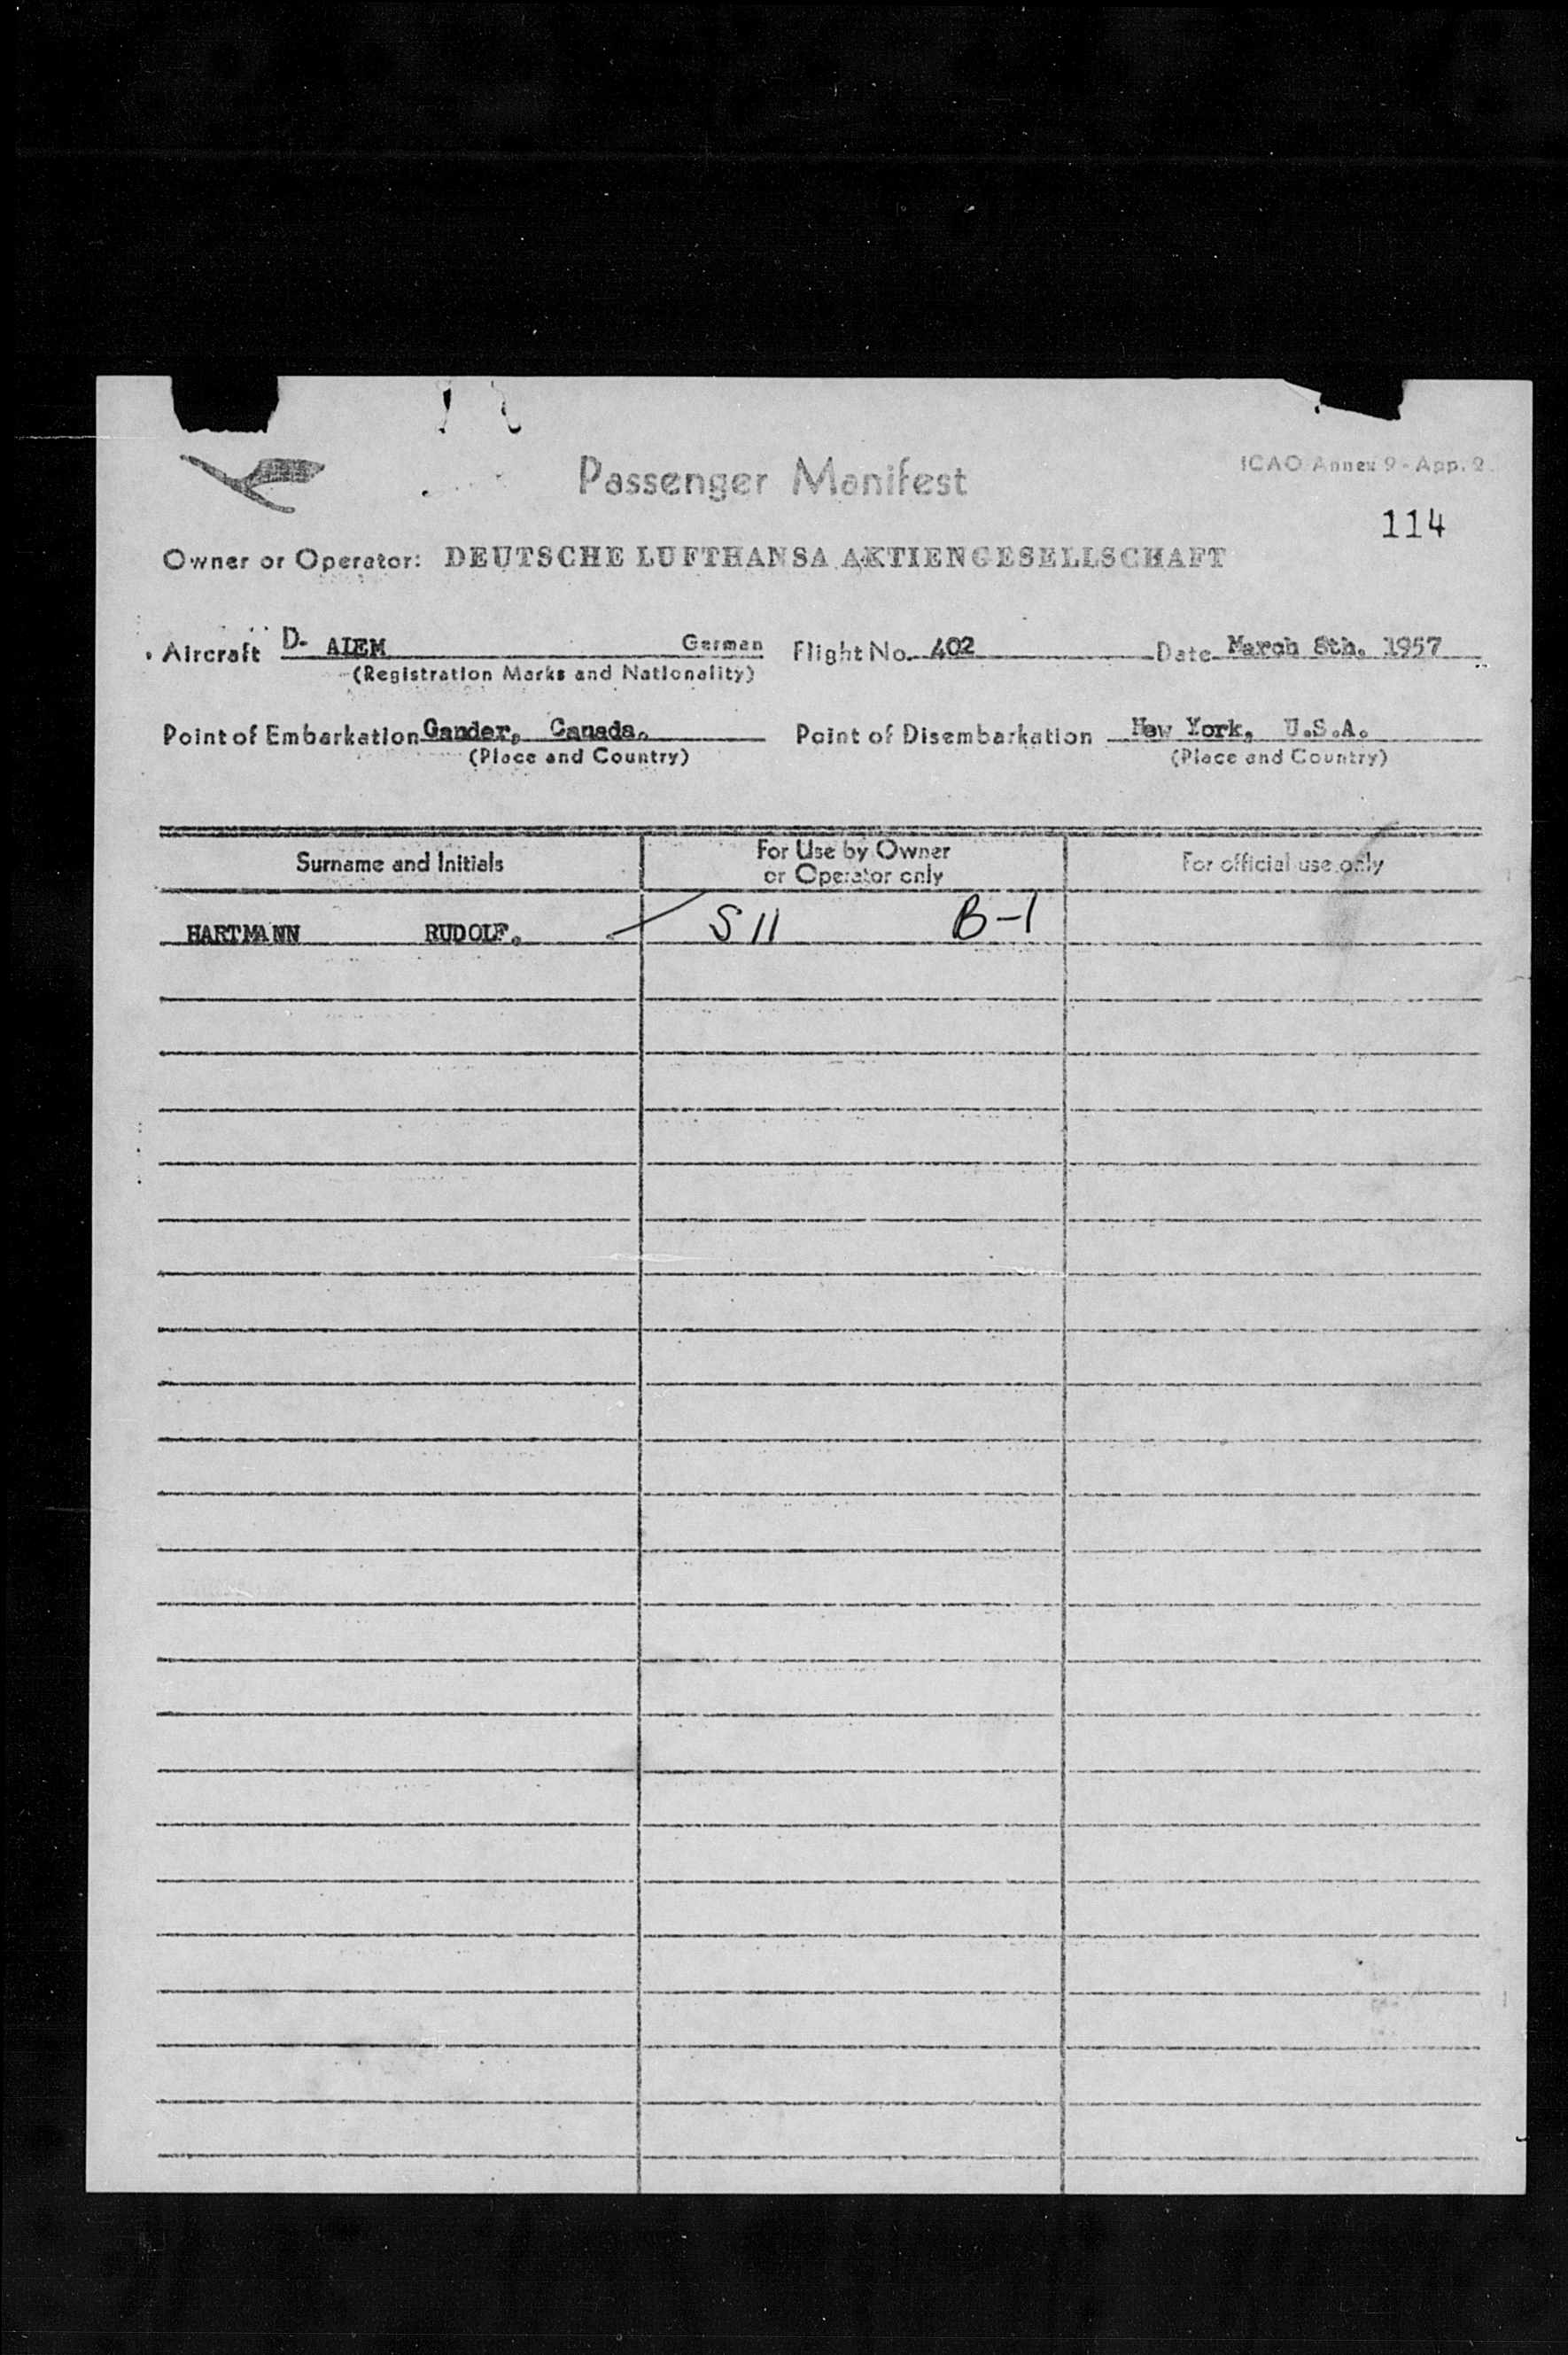 Passenger Manifest
ICAO Annex 9 - App. 2
114
Owner or Operator: DEUTSCHE LUFTHANSA AKTIENGESELLSCHAFT
Aircraft D- ALEM German Flight No. 402 Date March 8th. 1957
(Registration Marks and Nationality)
Point of Embarkation Gander, Canada. Point of Disembarkation New York, U.S.A.
(Place and Country) (Place and Country)
Surname and Initials For Use by Owner or Operator only For official use only
HARTMANN RUDOLF. S 11 B-1